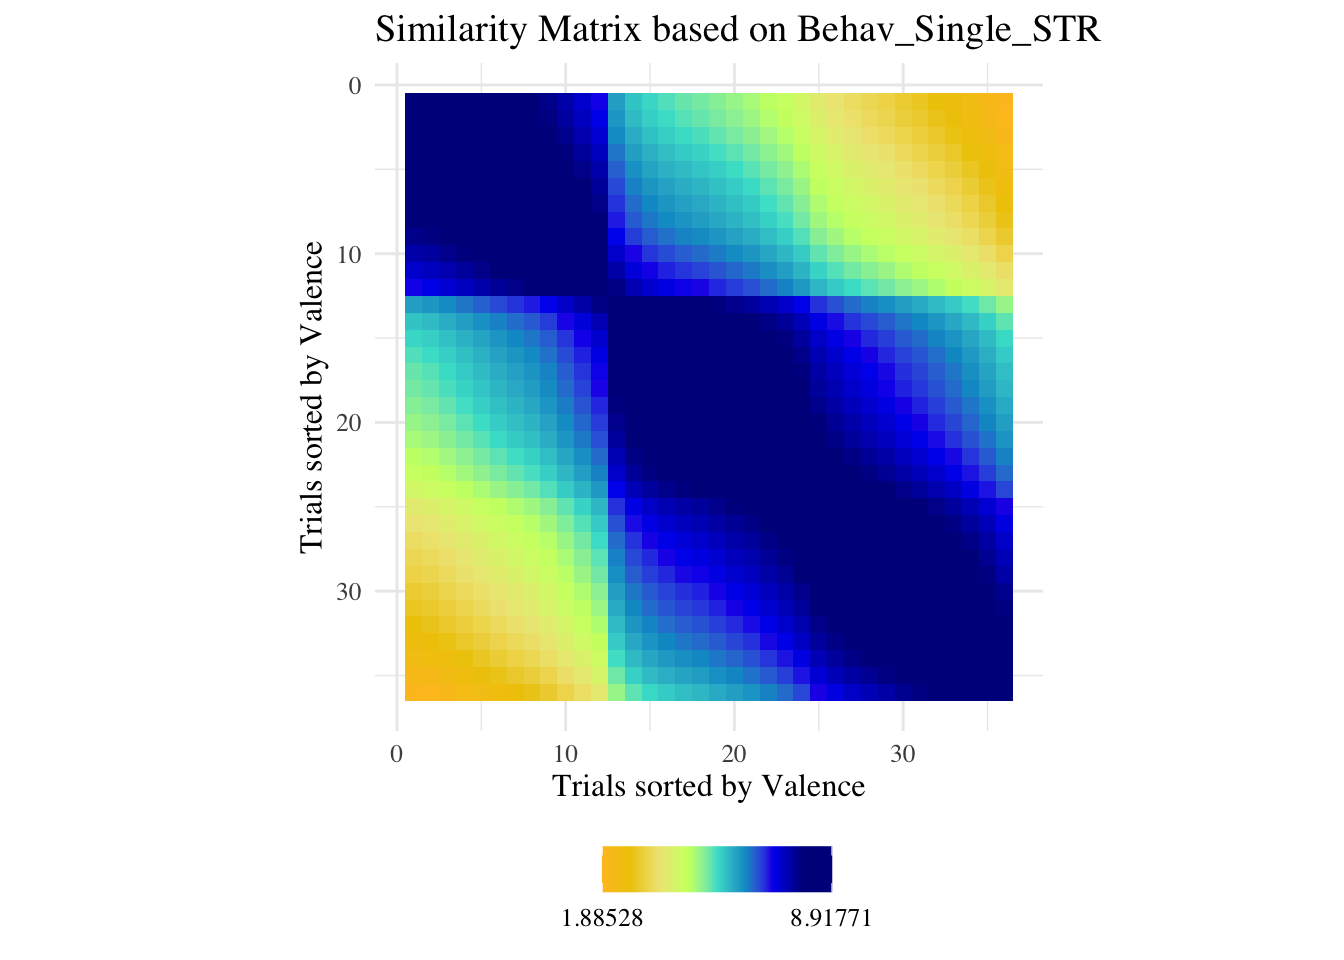 Similarity Matrix based on Behav_Single_STR
0
10
20
30
Trials sorted by Valence
0 10 20 30
Trials sorted by Valence
1.88528 8.91771